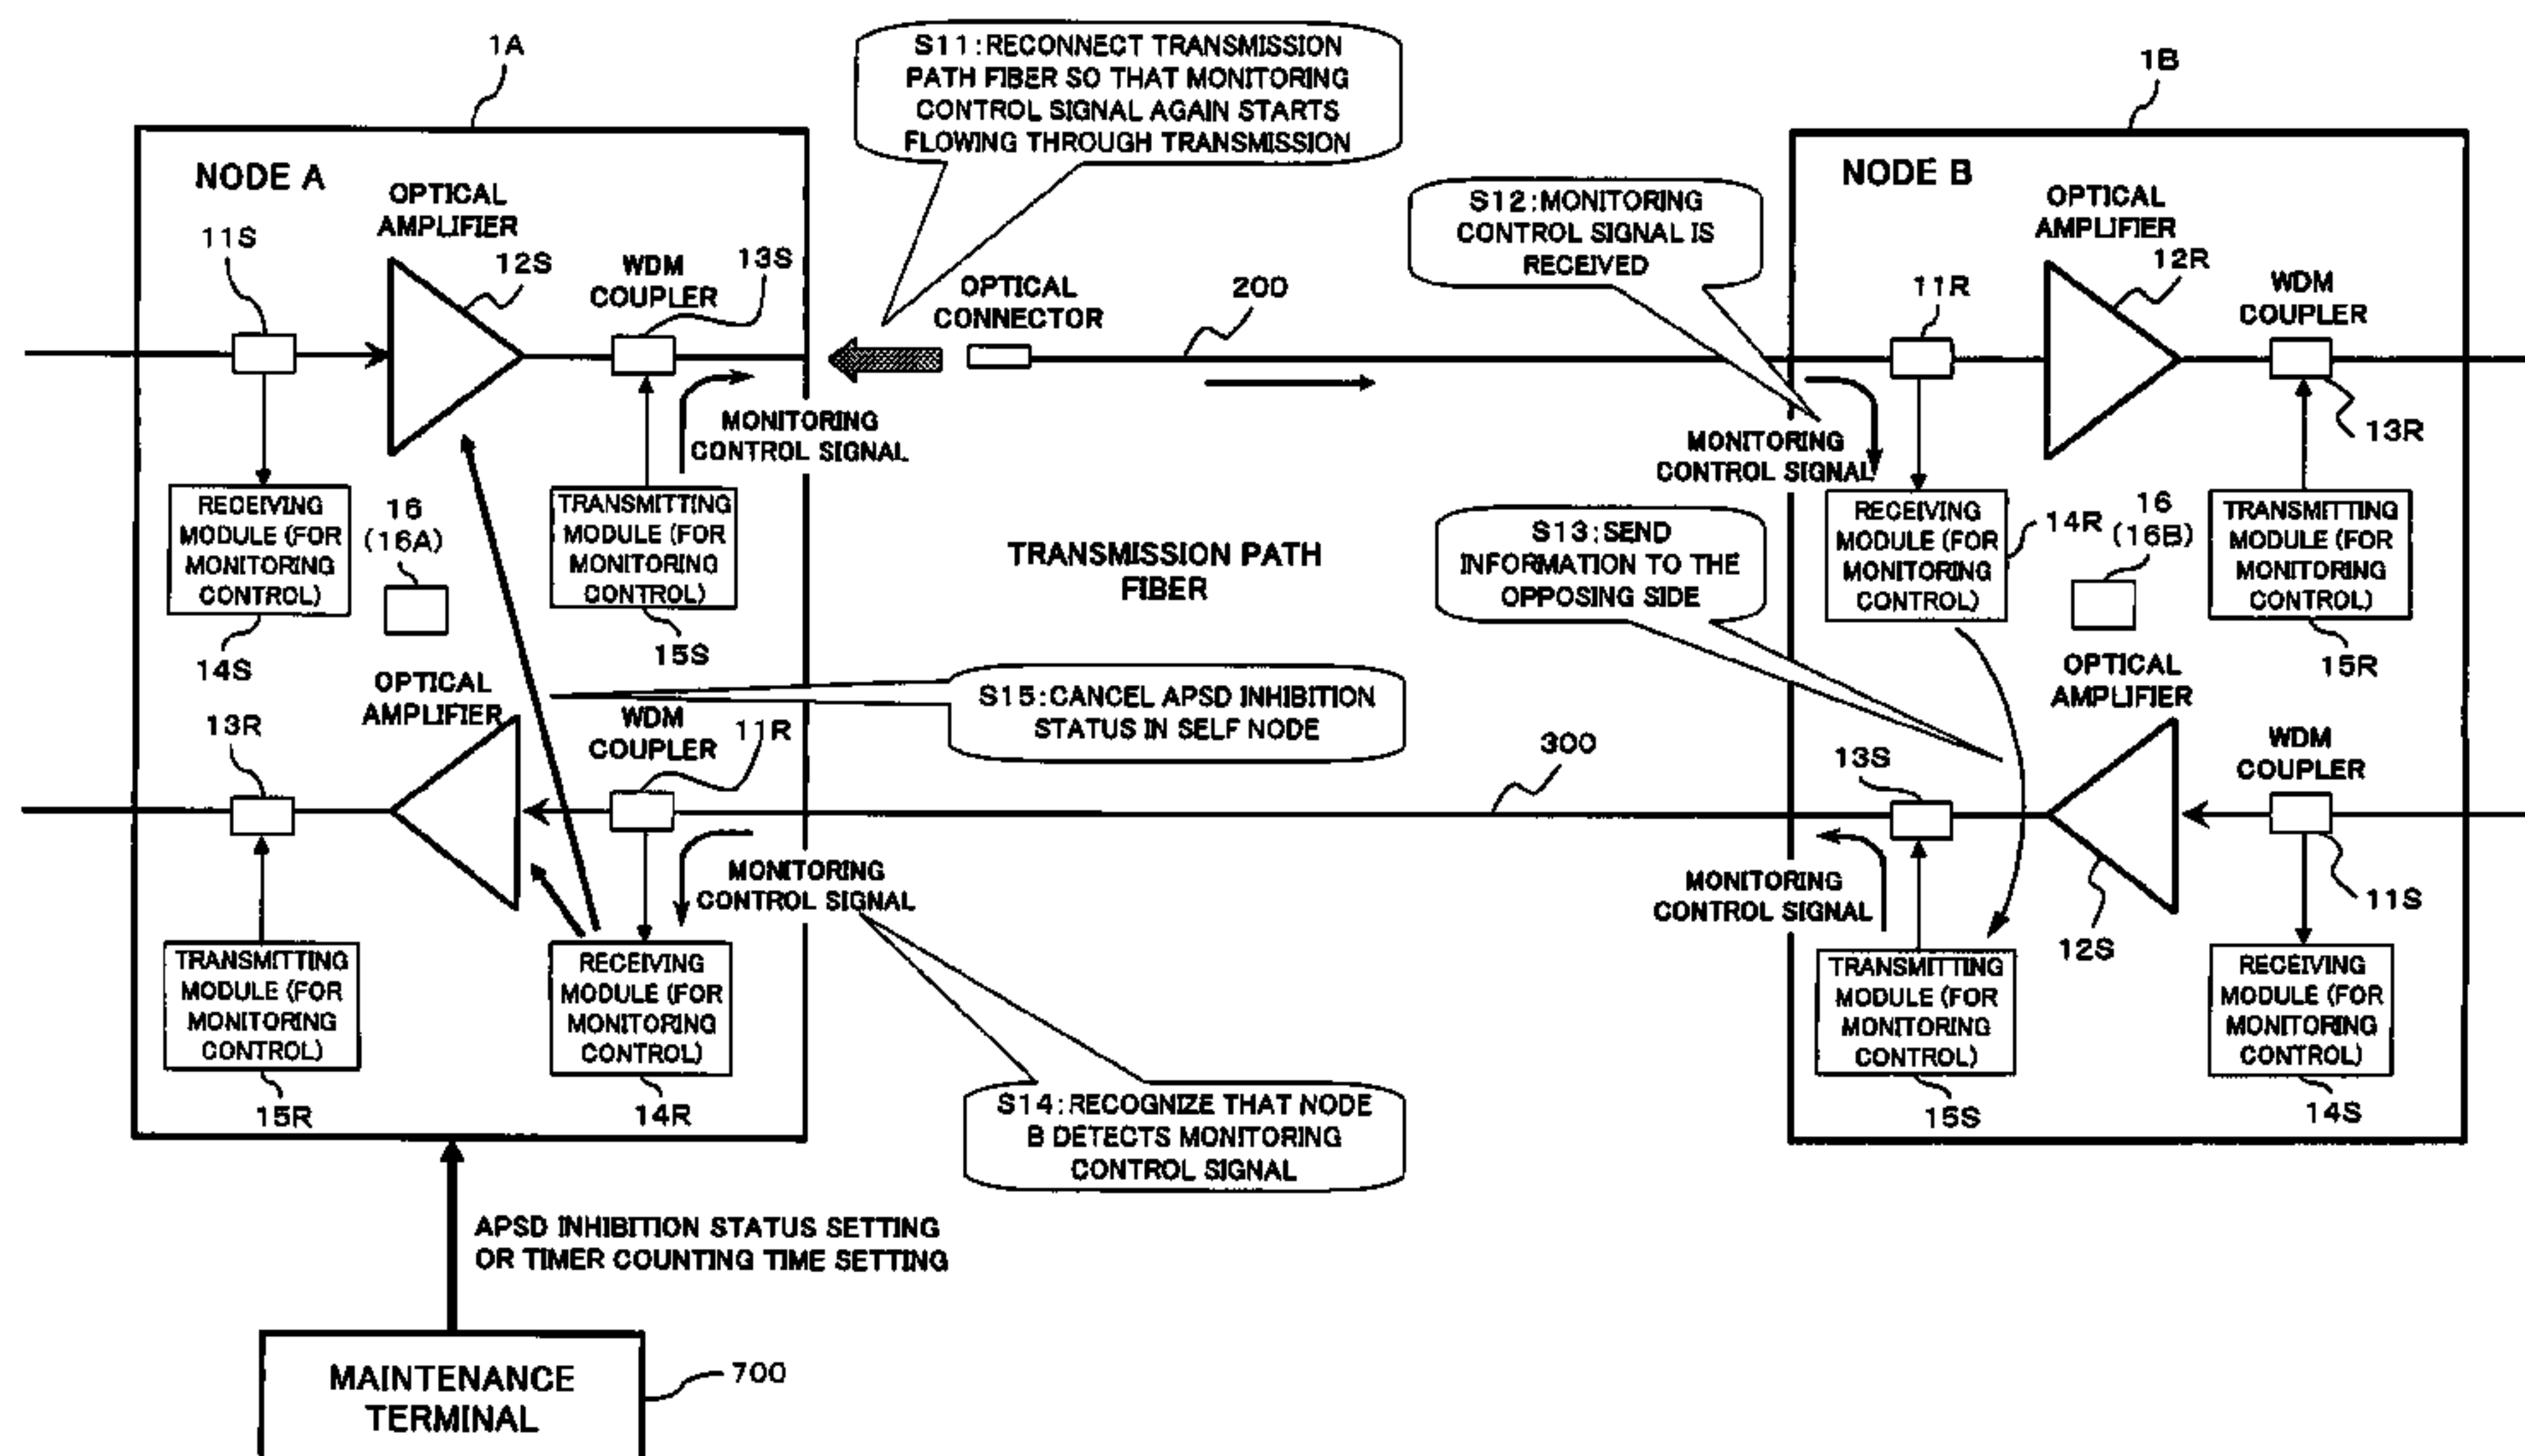 1A
S11:RECONNECT TRANSMISSION
PATH FIBER SO THAT MONITORING
CONTROL SIGNAL AGAIN STARTS
FLOWING THROUGH TRANSMISSION
1B
NODE A
OPTICAL
AMPLIFIER
11S
12S
WDM
COUPLER
13S
OPTICAL
CONNECTOR
200
S12:MONITORING
CONTROL SIGNAL IS
RECEIVED
NODE B
OPTICAL
AMPLIFIER
11R
12R
WDM
COUPLER
13R
MONITORING
CONTROL SIGNAL
MONITORING
CONTROL SIGNAL
RECEIVING
MODULE (FOR
MONITORING
CONTROL)
14S
16
(16A)
TRANSMITTING
MODULE (FOR
MONITORING
CONTROL)
15S
TRANSMISSION PATH
FIBER
S13:SEND
INFORMATION TO THE
OPPOSING SIDE
RECEIVING
MODULE (FOR
MONITORING
CONTROL)
14R
16
(16B)
TRANSMITTING
MODULE (FOR
MONITORING
CONTROL)
15R
OPTICAL
AMPLIFIER
13R
WDM
COUPLER
11R
S15:CANCEL APSD INHIBITION
STATUS IN SELF NODE
300
13S
OPTICAL
AMPLIFIER
WDM
COUPLER
MONITORING
CONTROL SIGNAL
MONITORING
CONTROL SIGNAL
12S
11S
TRANSMITTING
MODULE (FOR
MONITORING
CONTROL)
15R
RECEIVING
MODULE (FOR
MONITORING
CONTROL)
14R
S14:RECOGNIZE THAT NODE
B DETECTS MONITORING
CONTROL SIGNAL
TRANSMITTING
MODULE (FOR
MONITORING
CONTROL)
15S
RECEIVING
MODULE (FOR
MONITORING
CONTROL)
14S
APSD INHIBITION STATUS SETTING
OR TIMER COUNTING TIME SETTING
MAINTENANCE
TERMINAL
700